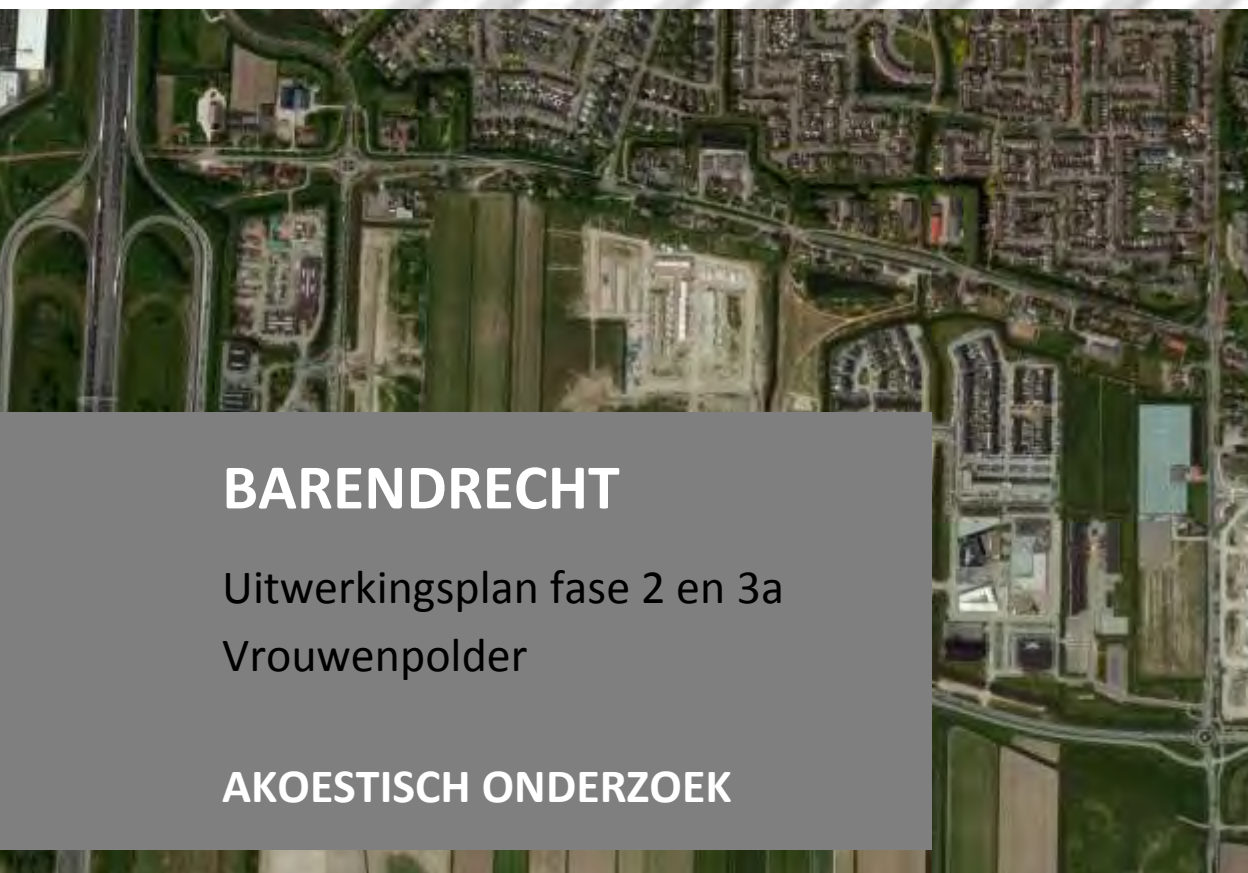 BARENDRECHT
Uitwerkingsplan fase 2 en 3a
Vrouwenpolder
AKOESTISCH ONDERZOEK